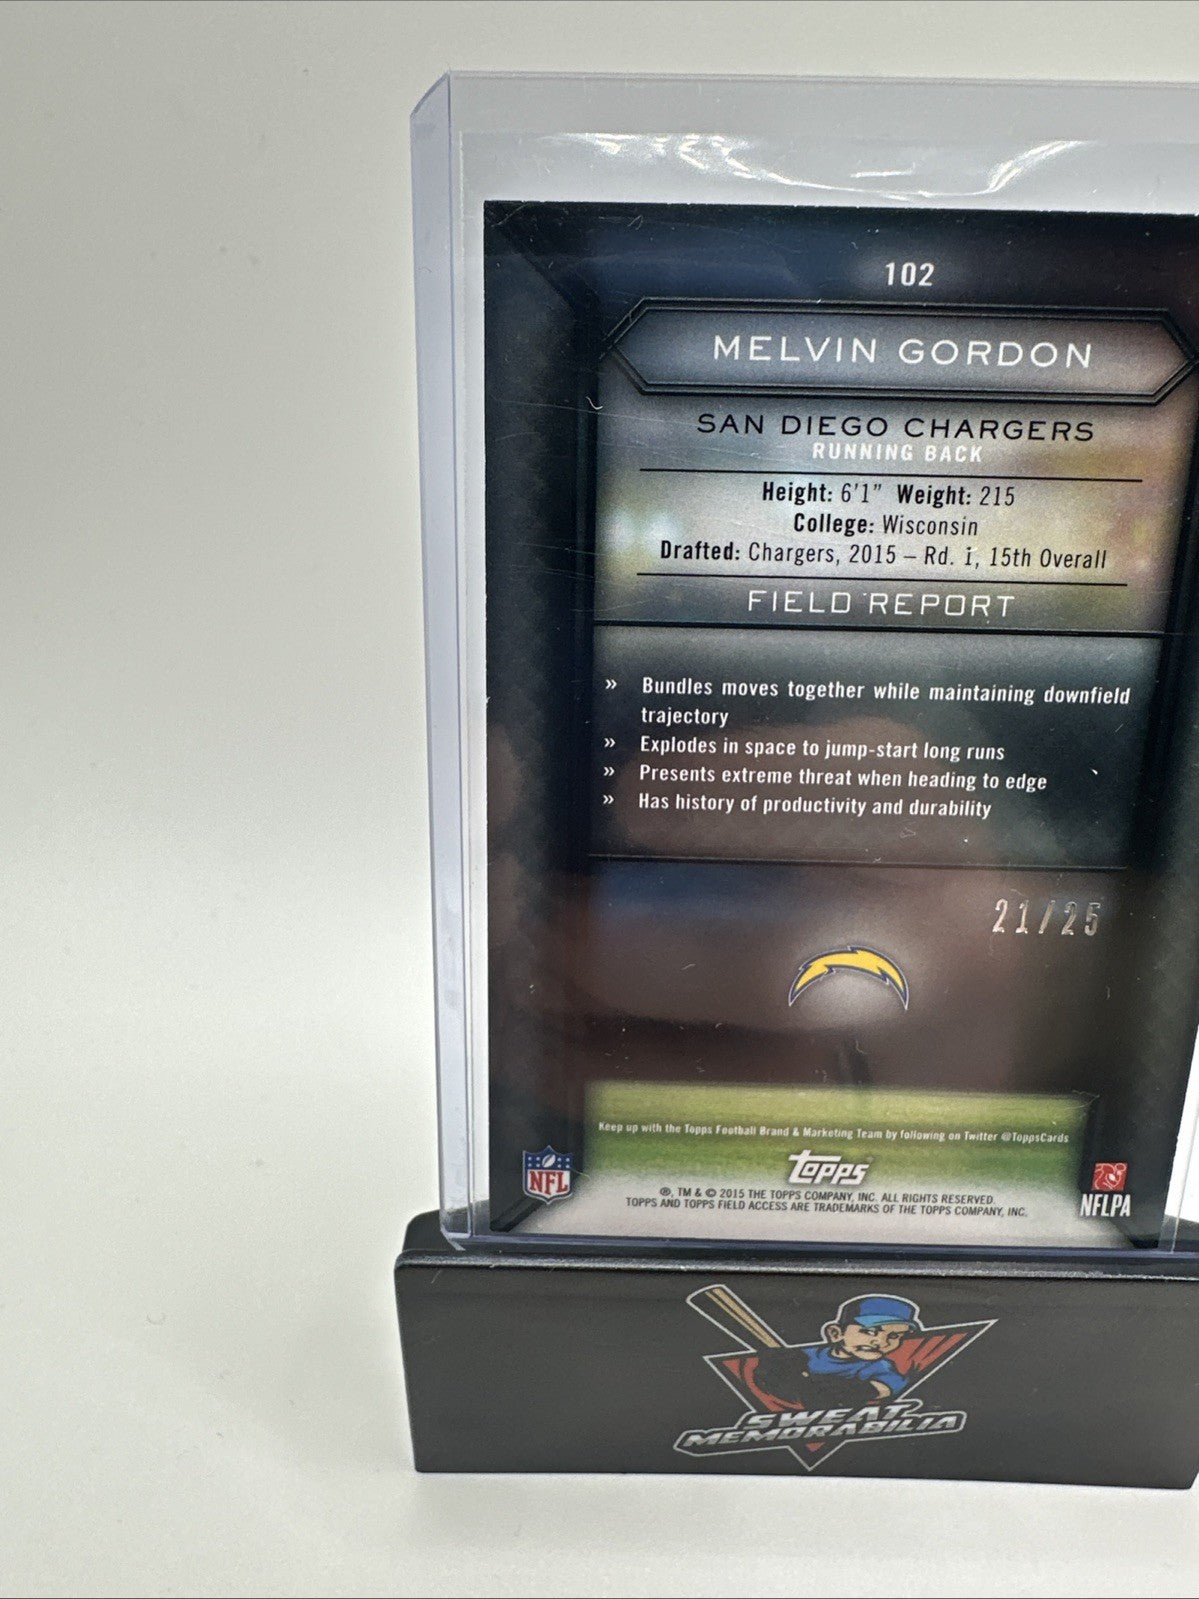 102
MELVIN GORDON
SAN DIEGO CHARGERS
RUNNING BACK
Height: 6'1" Weight: 215
College: Wisconsin
Drafted: Chargers, 2015 – Rd. 1, 15th Overall
FIELD REPORT
» Bundles moves together while maintaining downfield
trajectory
» Explodes in space to jump-start long runs
» Presents extreme threat when heading to edge
» Has history of productivity and durability
21/25
Keep up with the Topps Football Brand & Marketing Team by following on Twitter @ToppsCards
NFL
topps
NFLPA
®, TM & © 2015 THE TOPPS COMPANY, INC. ALL RIGHTS RESERVED.
TOPPS AND TOPPS FIELD ACCESS ARE TRADEMARKS OF THE TOPPS COMPANY, INC.
SWEAT
MEMORABILIA